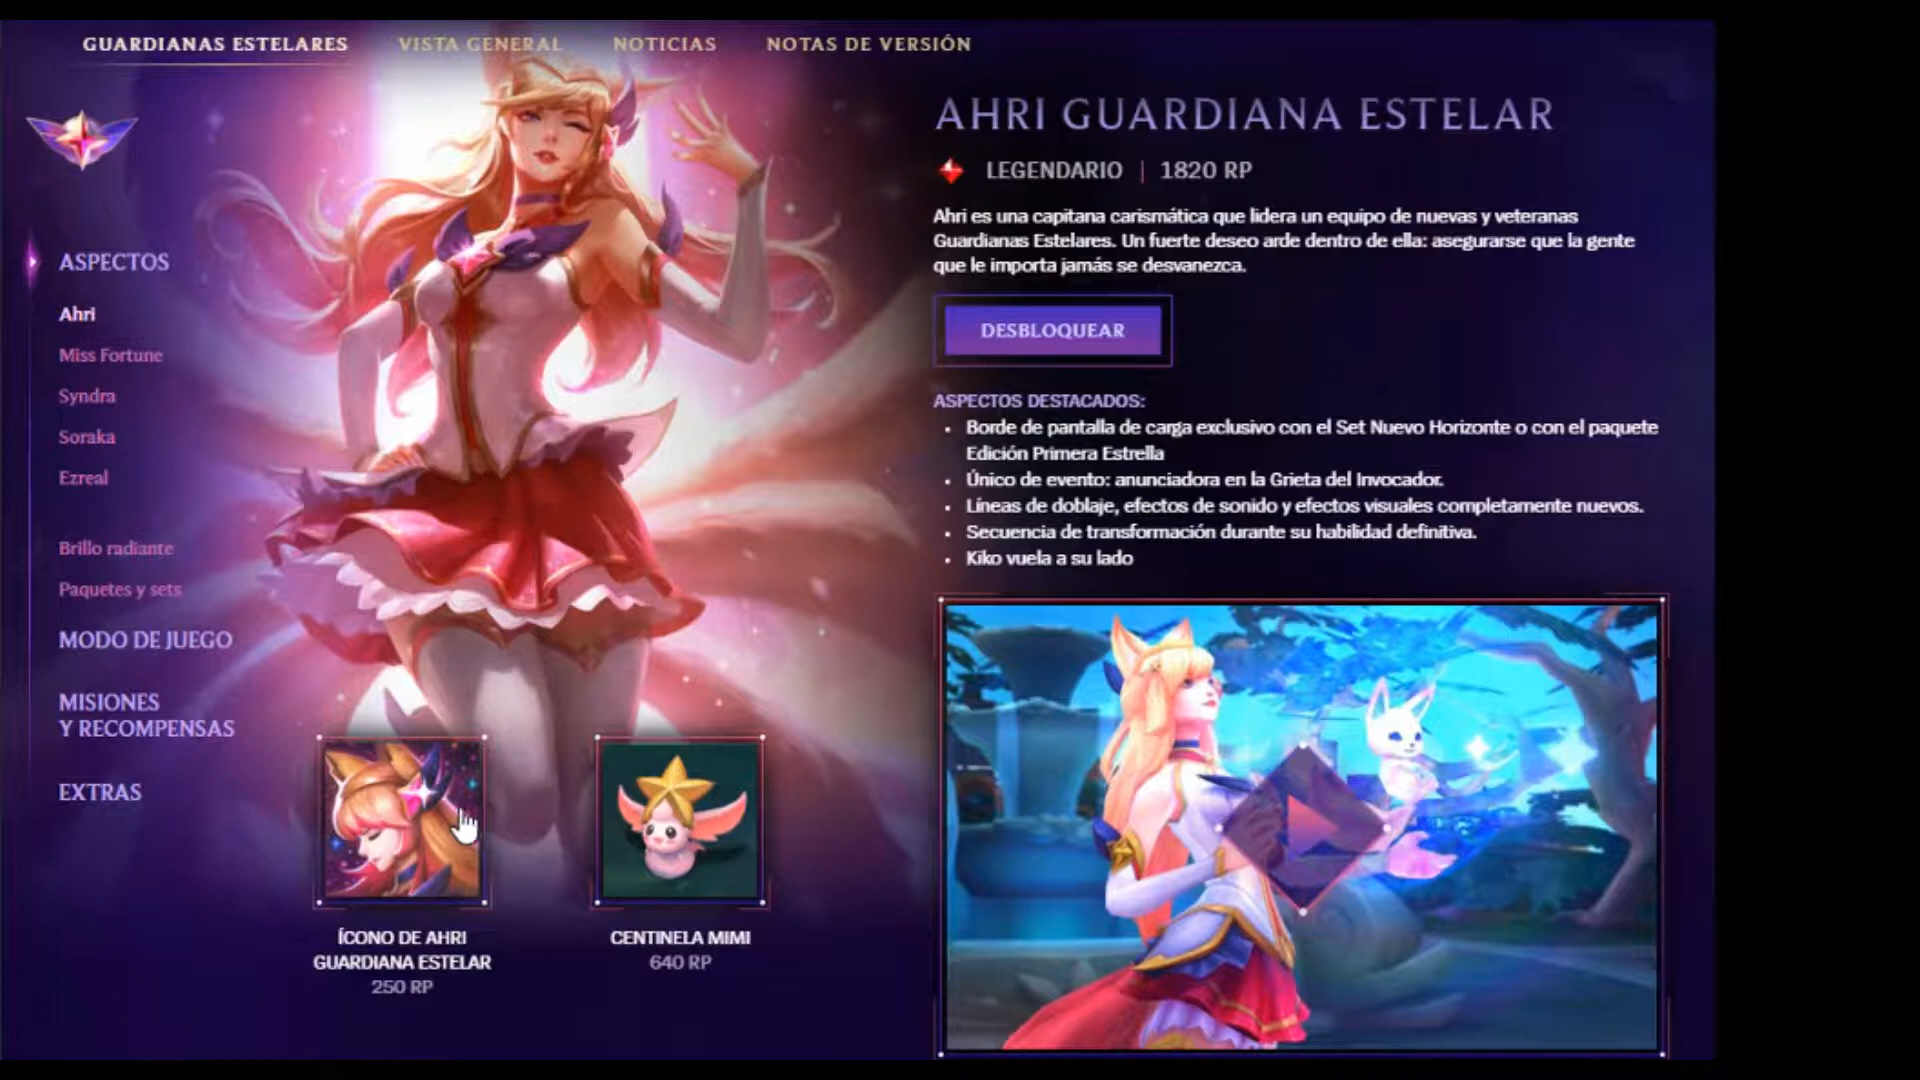 GUARDIANAS ESTELARES
VISTA GENERAL
NOTICIAS
NOTAS DE VERSIÓN
ASPECTOS
Ahri
Miss Fortune
Syndra
Soraka
Ezreal
Brillo radiante
Paquetes y sets
MODO DE JUEGO
MISIONES
Y RECOMPENSAS
EXTRAS
ÍCONO DE AHRI
GUARDIANA ESTELAR
250 RP
CENTINELA MIMI
640 RP
AHRI GUARDIANA ESTELAR
LEGENDARIO | 1820 RP
Ahri es una capitana carismática que lidera un equipo de nuevas y veteranas
Guardianas Estelares. Un fuerte deseo arde dentro de ella: asegurarse que la gente
que le importa jamás se desvanezca.
DESBLOQUEAR
ASPECTOS DESTACADOS:
• Borde de pantalla de carga exclusivo con el Set Nuevo Horizonte o con el paquete
Edición Primera Estrella
• Único de evento: anunciadora en la Grieta del Invocador.
• Líneas de doblaje, efectos de sonido y efectos visuales completamente nuevos.
• Secuencia de transformación durante su habilidad definitiva.
• Kiko vuela a su lado